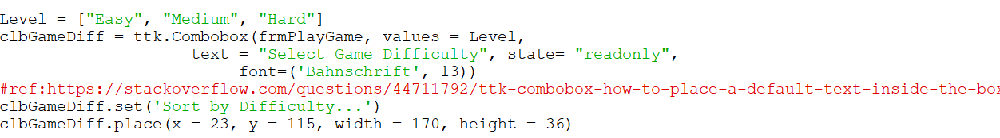 Level = ["Easy", "Medium", "Hard"]
clbGameDiff = ttk.Combobox(frmPlayGame, values = Level,
text = "Select Game Difficulty", state= "readonly",
font=('Bahnschrift', 13))
#ref:https://stackoverflow.com/questions/44711792/ttk-combobox-how-to-place-a-default-text-inside-the-box
clbGameDiff.set('Sort by Difficulty...')
clbGameDiff.place(x = 23, y = 115, width = 170, height = 36)